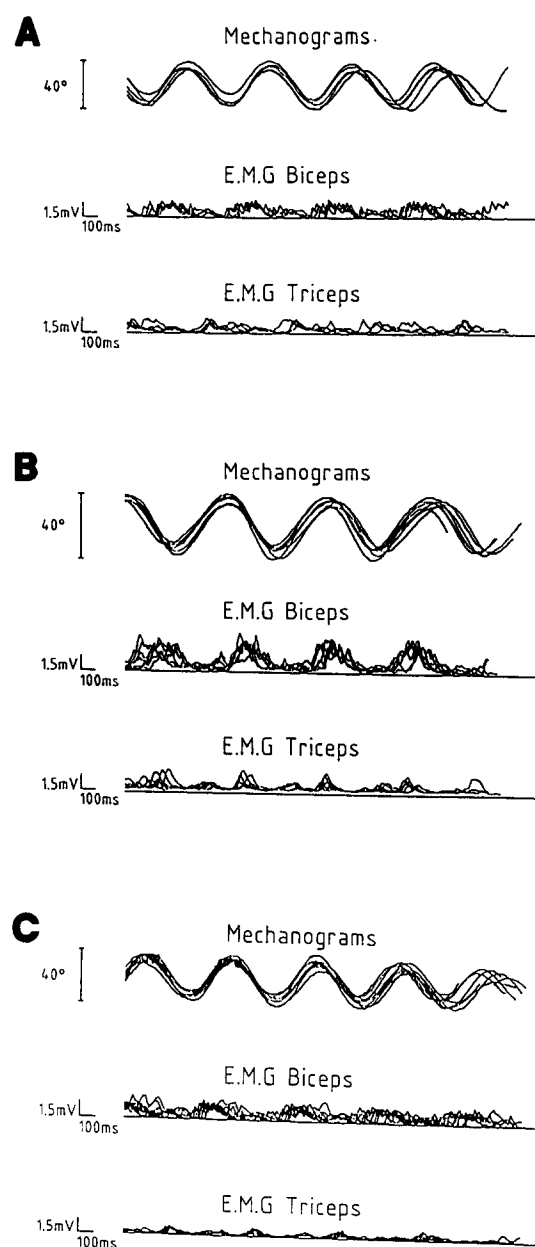 A
Mechanograms.
40°
E.M.G Biceps
1.5mV
100ms
E.M.G Triceps
1.5mV
100ms
B
Mechanograms
40°
E.M.G Biceps
1.5mV
100ms
E.M.G Triceps
1.5mV
100ms
C
Mechanograms
40°
E.M.G Biceps
1.5mV
100ms
E.M.G Triceps
1.5mV
100ms